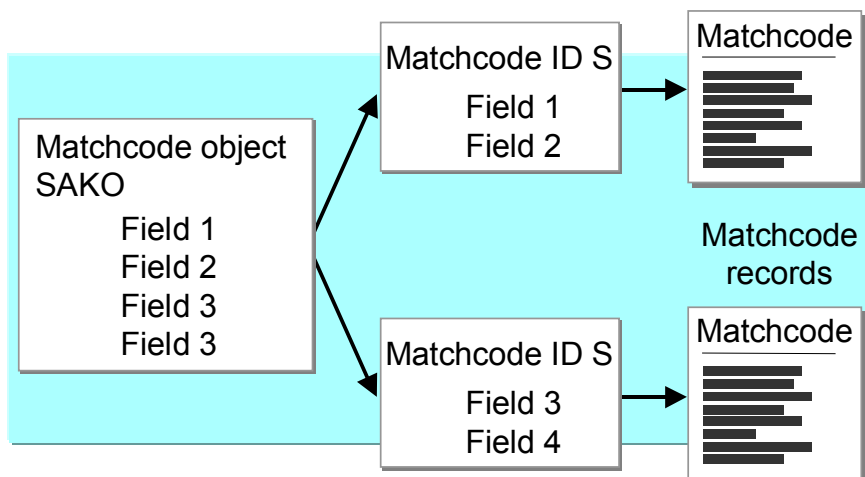 Matchcode object
SAKO
Field 1
Field 2
Field 3
Field 3
Matchcode ID S
Field 1
Field 2
Matchcode ID S
Field 3
Field 4
Matchcode
Matchcode
records
Matchcode